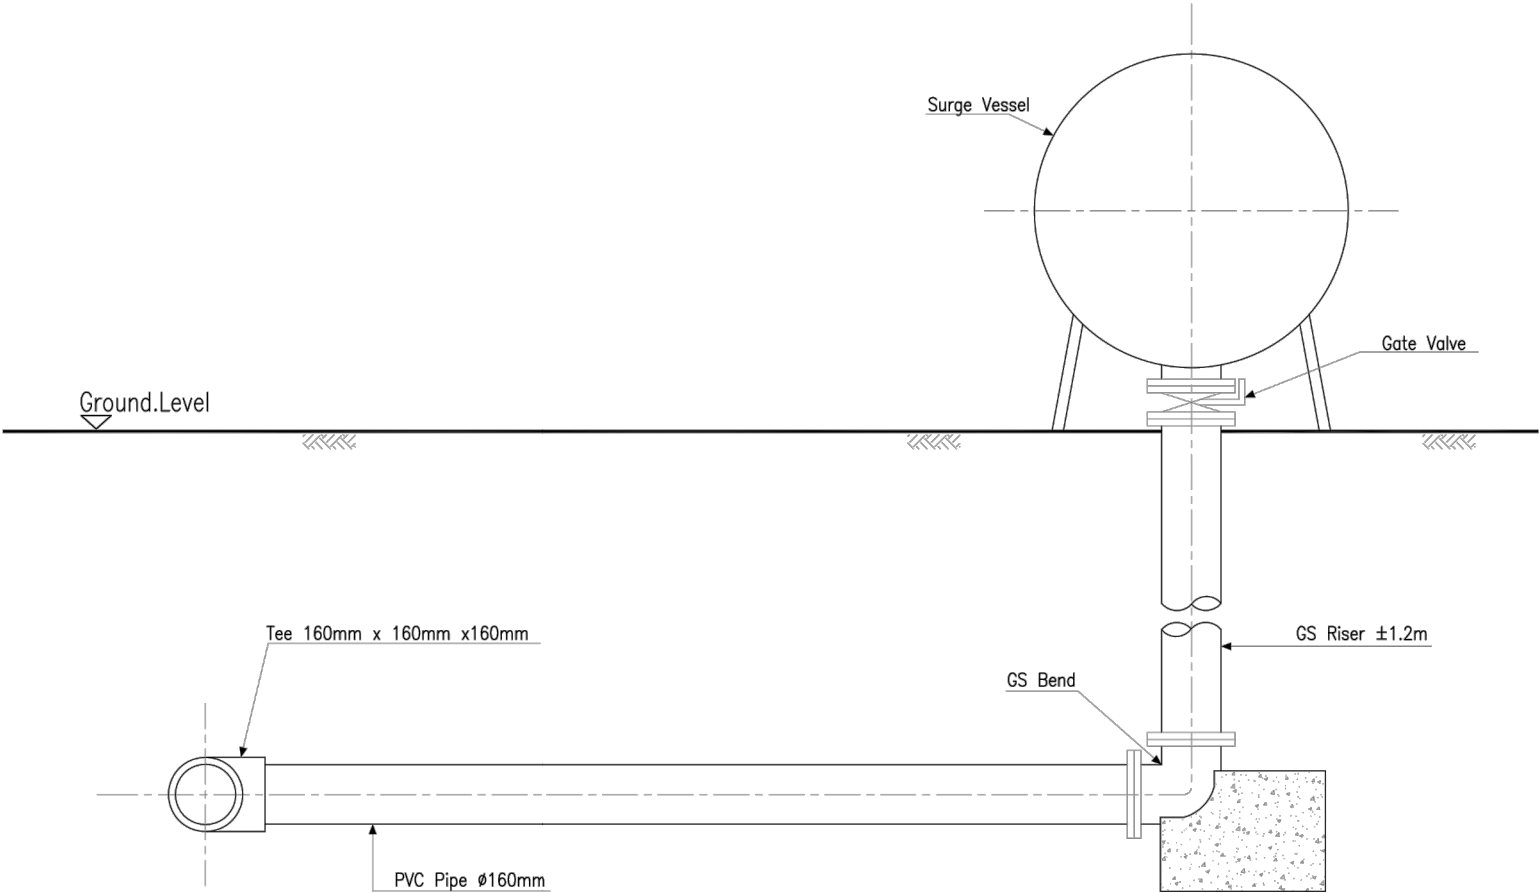 Surge Vessel
Gate Valve
Ground.Level
Tee 160mm x 160mm x160mm
GS Riser ±1.2m
GS Bend
PVC Pipe Ø160mm